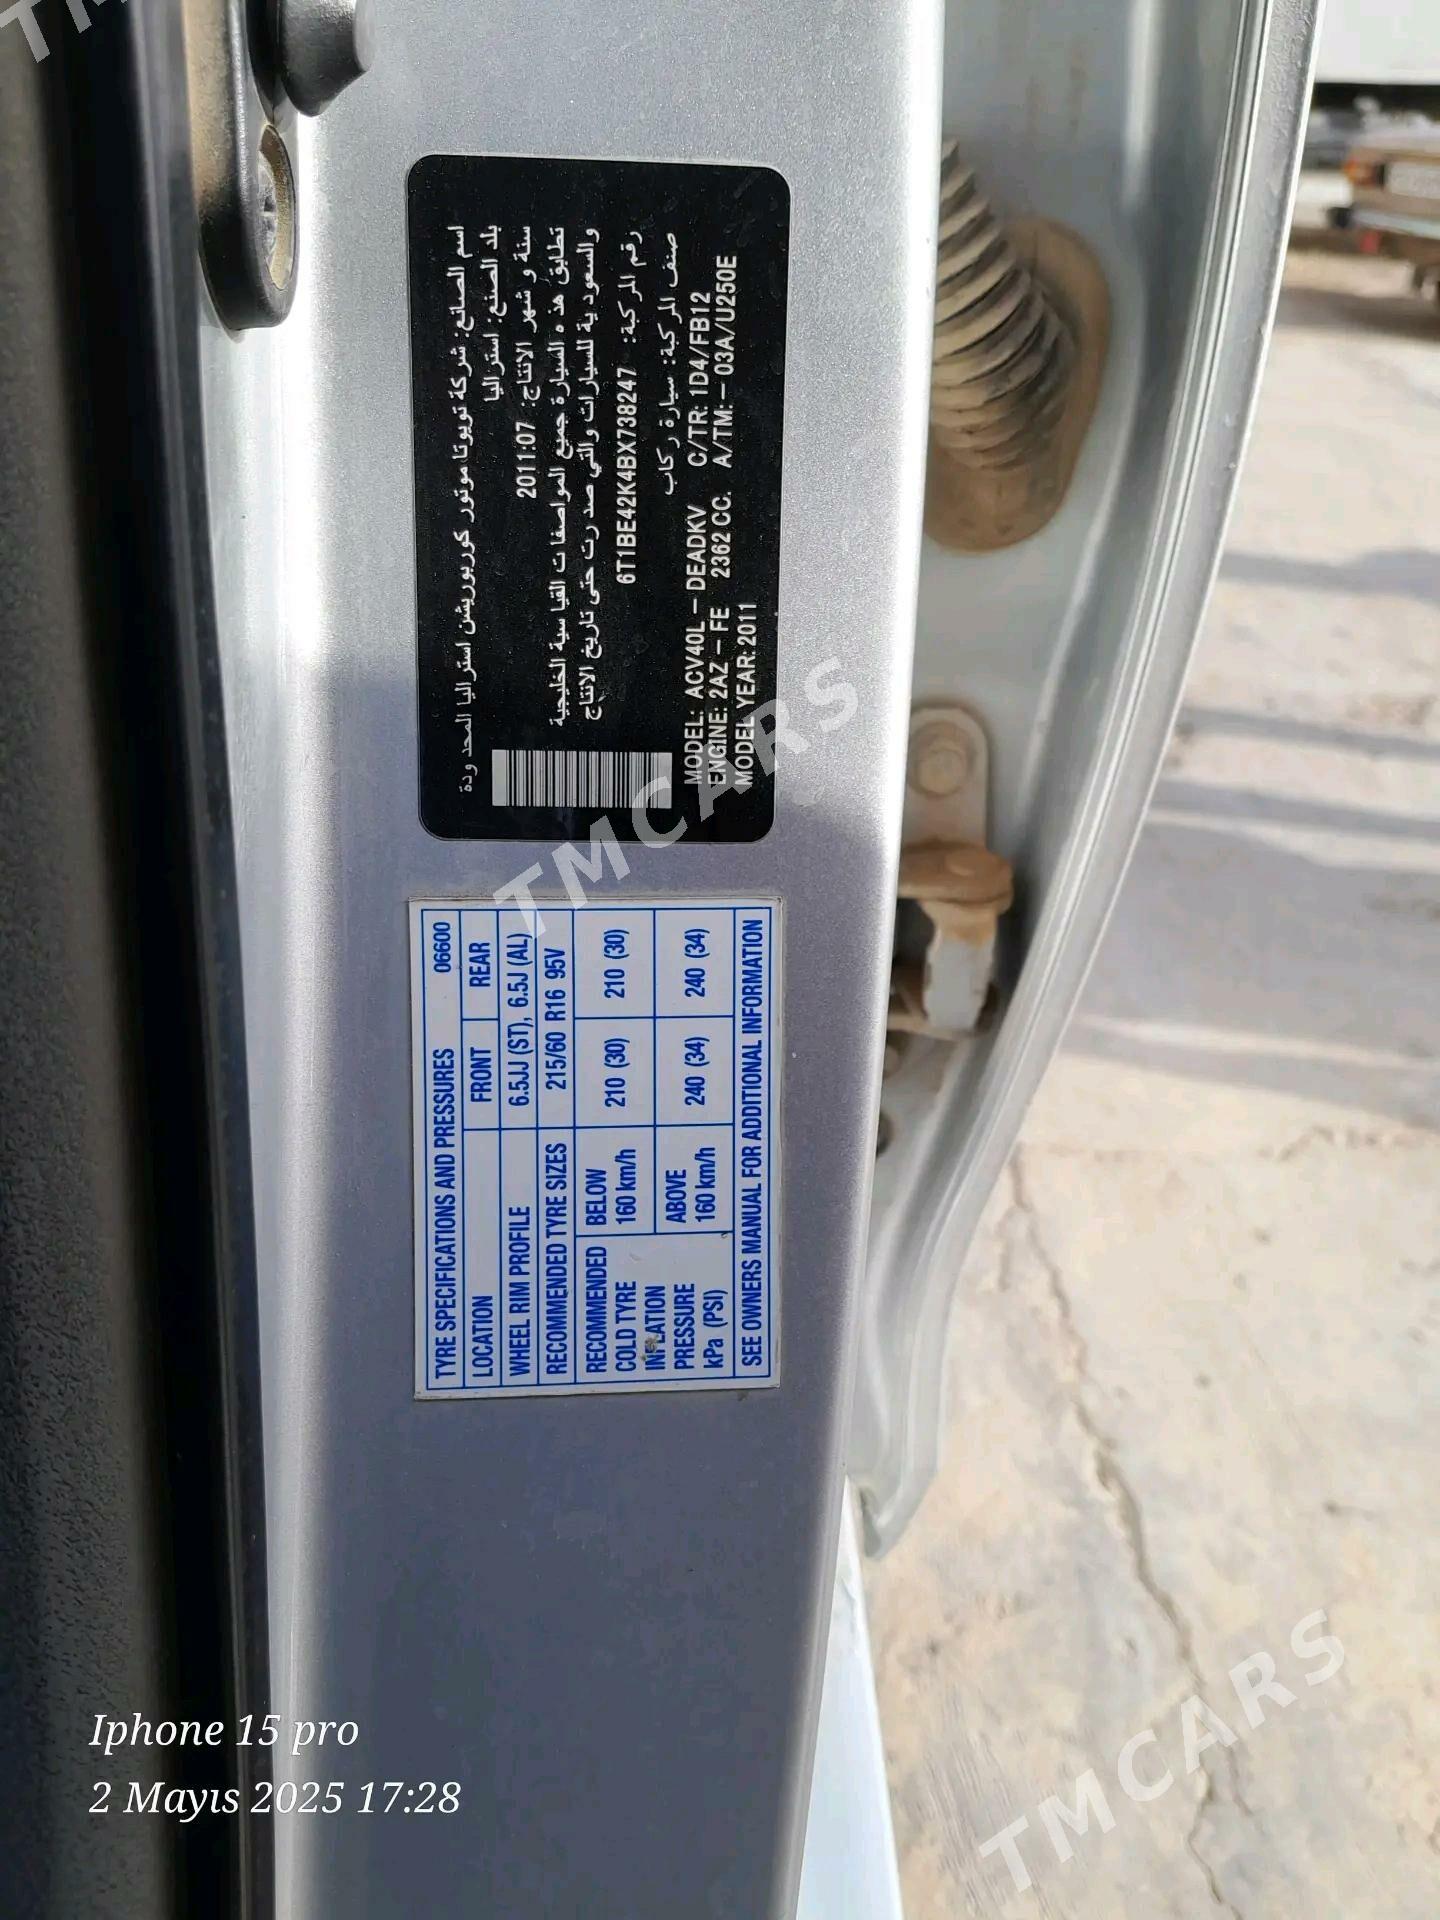 اسم الصانع: شركة تويوتا موتور كوربوريشن استراليا المحدودة
بلد الصنع: استراليا
سنة و شهر الانتاج: 2011:07
تطابق هذه السيارة جميع المواصفات القياسية الخليجية
والسعودية للسيارات والتي صدرت حتى تاريخ الانتاج
رقم المركبة: 6T1BE42K4BX738247
صنف المركبة: سيارة ركاب
MODEL: ACV40L - DEADKV C/TR: 1D4/FB12
ENGINE: 2AZ - FE 2362 CC. A/TM: - 03A/U250E
MODEL YEAR: 2011
TYRE SPECIFICATIONS AND PRESSURES 06600
LOCATION FRONT REAR
WHEEL RIM PROFILE 6.5JJ (ST), 6.5J (AL)
RECOMMENDED TYRE SIZES 215/60 R16 95V
RECOMMENDED COLD TYRE INFLATION PRESSURE kPa (PSI)
BELOW 160 km/h 210 (30) 210 (30)
ABOVE 160 km/h 240 (34) 240 (34)
SEE OWNERS MANUAL FOR ADDITIONAL INFORMATION
TMCARS
TMCARS
Iphone 15 pro
2 Mayıs 2025 17:28